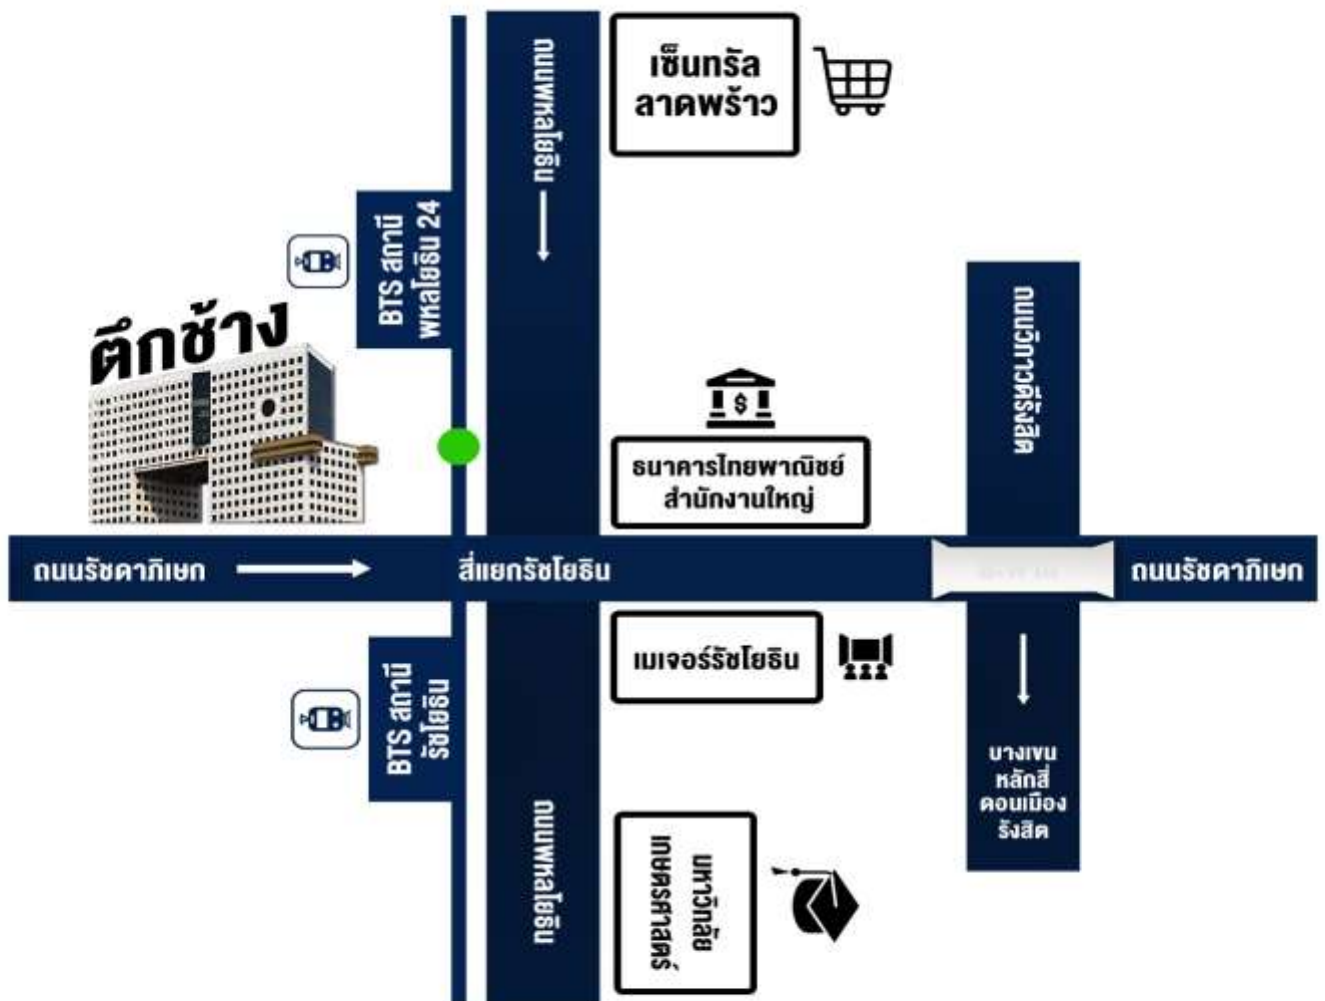 เซ็นทรัล
ลาดพร้าว
ถนนพหลโยธิน
BTS สถานี
พหลโยธิน 24
ตึกช้าง
ถนนวิภาวดีรังสิต
$
ธนาคารไทยพาณิชย์
สำนักงานใหญ่
ถนนรัชดาภิเษก
สี่แยกรัชโยธิน
ถนนรัชดาภิเษก
เมเจอร์รัชโยธิน
BTS สถานี
รัชโยธิน
บางเขน
หลักสี่
ดอนเมือง
รังสิต
ถนนพหลโยธิน
มหาวิทลัย
เกษตรศาสตร์